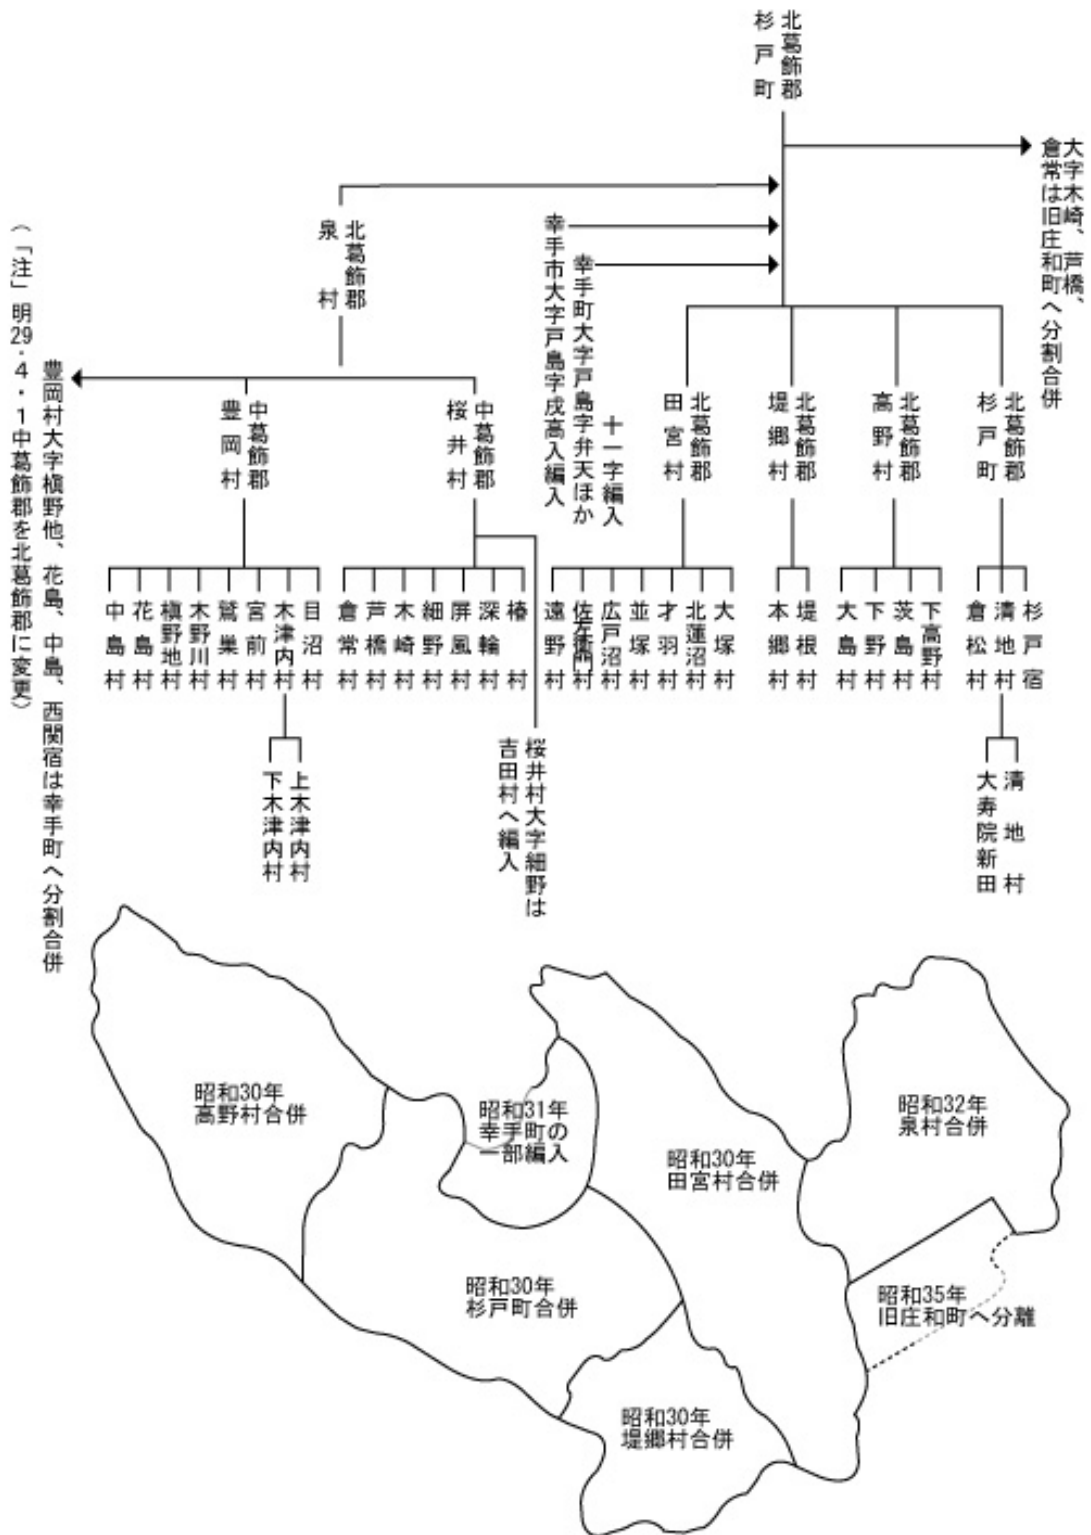 北葛飾郡
杉戸町
大字木崎、芦橋、
倉常は旧庄和町へ分割合併
北葛飾郡
泉村
幸手市大字戸島字戌高入編入
幸手町大字戸島字弁天ほか
十一字編入
北葛飾郡
杉戸町
北葛飾郡
高野村
北葛飾郡
堤郷村
北葛飾郡
田宮村
中葛飾郡
桜井村
中葛飾郡
豊岡村
豊岡村大字槇野他、花島、中島、西関宿は幸手町へ分割合併
(「注」明29・4・1中葛飾郡を北葛飾郡に変更)
杉戸宿
清地村
倉松村
下高野村
茨島村
下野村
大島村
堤根村
本郷村
大塚村
北蓮沼村
才羽村
並塚村
広戸沼村
佐左衛門村
遠野村
椿村
深輪村
屏風村
細野村
木崎村
芦橋村
倉常村
目沼村
木津内村
宮前村
鷲巣村
木野川村
槇野地村
花島村
中島村
清地村
大寿院新田
桜井村大字細野は
吉田村へ編入
上木津内村
下木津内村
昭和30年
高野村合併
昭和31年
幸手町の
一部編入
昭和30年
田宮村合併
昭和32年
泉村合併
昭和30年
杉戸町合併
昭和35年
旧庄和町へ分離
昭和30年
堤郷村合併